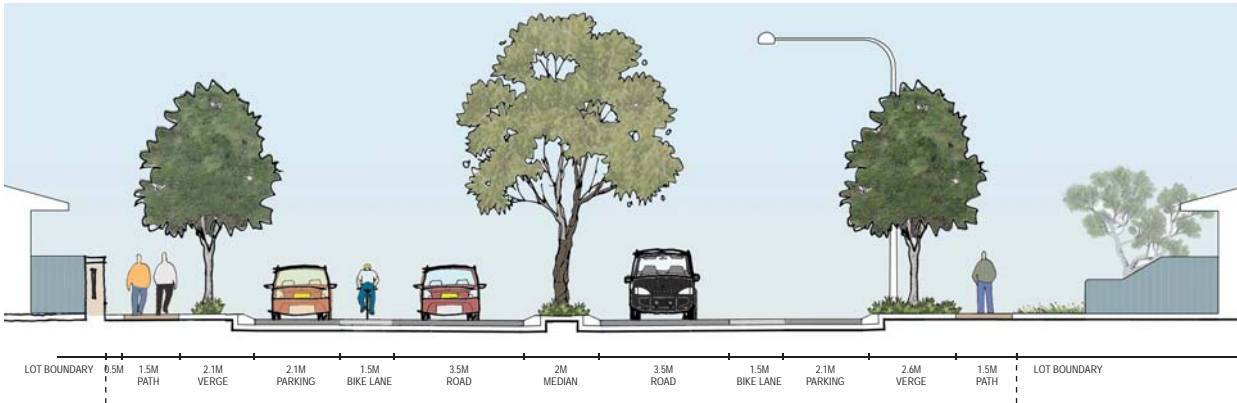 LOT BOUNDARY
0.5M
1.5M
PATH
2.1M
VERGE
2.1M
PARKING
1.5M
BIKE LANE
3.5M
ROAD
2M
MEDIAN
3.5M
ROAD
1.5M
BIKE LANE
2.1M
PARKING
2.6M
VERGE
1.5M
PATH
LOT BOUNDARY